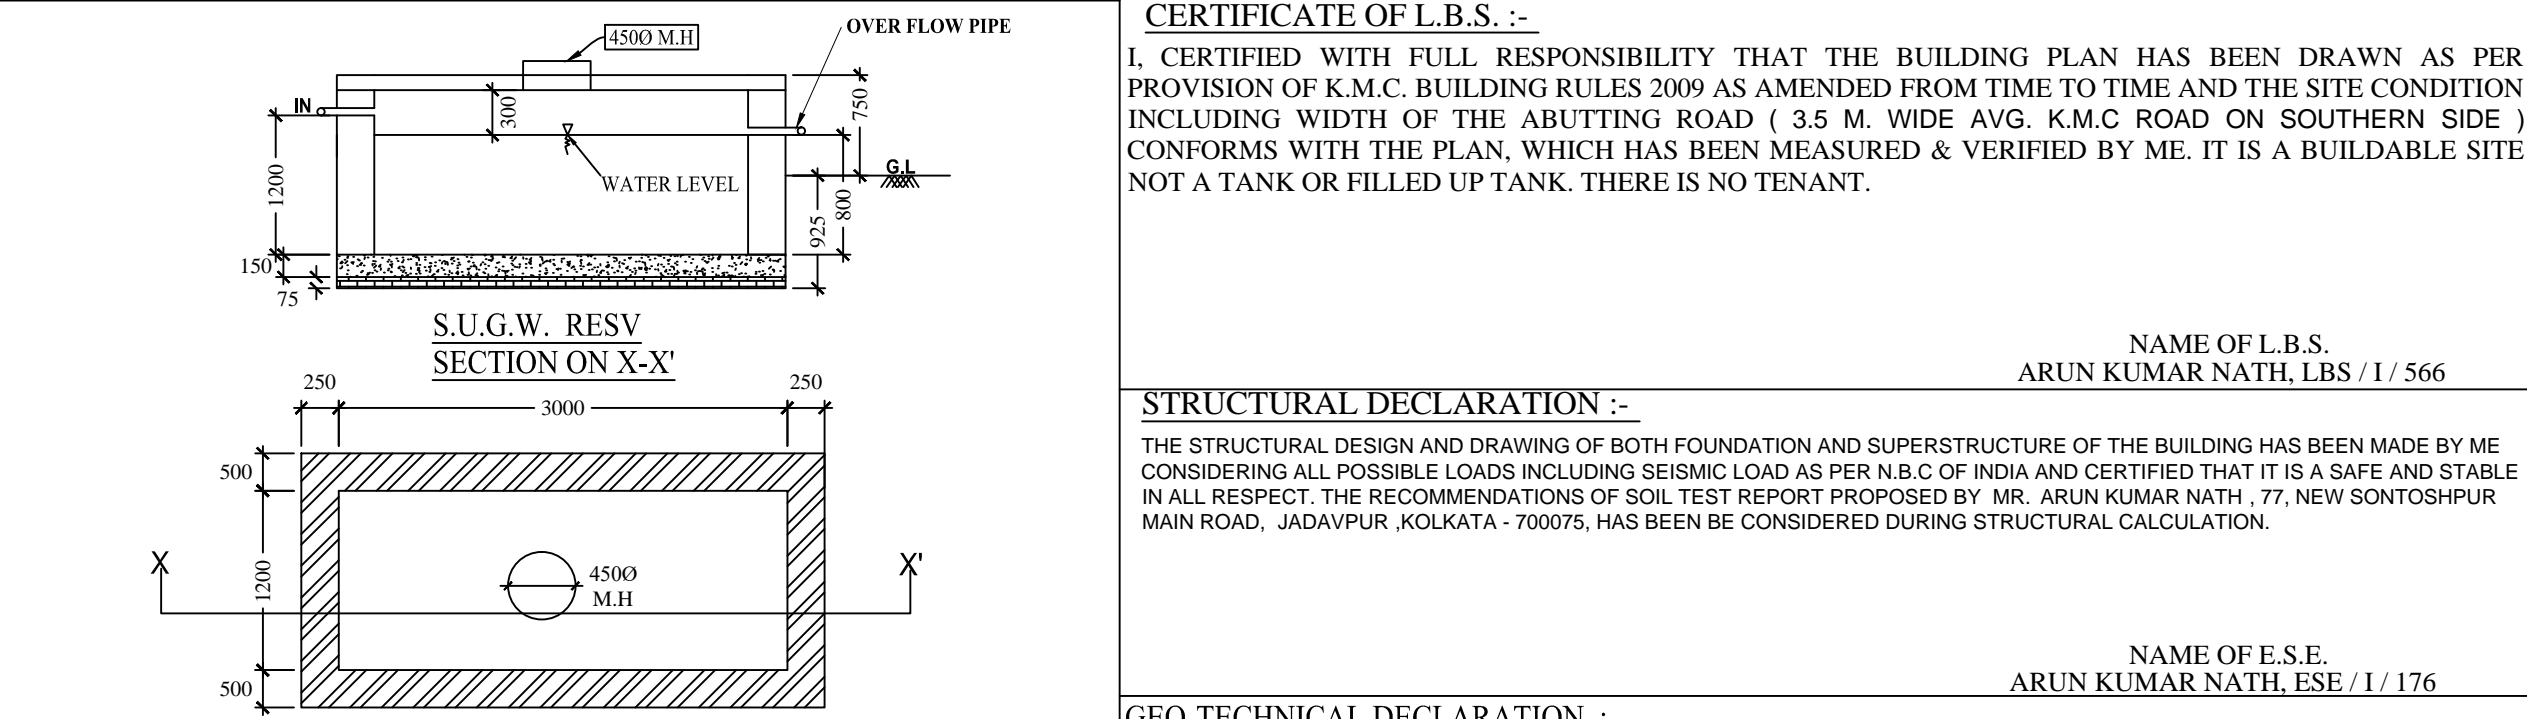 450Ø M.H
OVER FLOW PIPE
IN
300
750
1200
WATER LEVEL
G.L
800
925
150
75
S.U.G.W. RESV
SECTION ON X-X'
250
250
3000
500
1200
500
X
X'
450Ø
M.H
CERTIFICATE OF L.B.S. :-
I, CERTIFIED WITH FULL RESPONSIBILITY THAT THE BUILDING PLAN HAS BEEN DRAWN AS PER
PROVISION OF K.M.C. BUILDING RULES 2009 AS AMENDED FROM TIME TO TIME AND THE SITE CONDITION
INCLUDING WIDTH OF THE ABUTTING ROAD ( 3.5 M. WIDE AVG. K.M.C ROAD ON SOUTHERN SIDE )
CONFORMS WITH THE PLAN, WHICH HAS BEEN MEASURED & VERIFIED BY ME. IT IS A BUILDABLE SITE
NOT A TANK OR FILLED UP TANK. THERE IS NO TENANT.
NAME OF L.B.S.
ARUN KUMAR NATH, LBS / I / 566
STRUCTURAL DECLARATION :-
THE STRUCTURAL DESIGN AND DRAWING OF BOTH FOUNDATION AND SUPERSTRUCTURE OF THE BUILDING HAS BEEN MADE BY ME
CONSIDERING ALL POSSIBLE LOADS INCLUDING SEISMIC LOAD AS PER N.B.C OF INDIA AND CERTIFIED THAT IT IS A SAFE AND STABLE
IN ALL RESPECT. THE RECOMMENDATIONS OF SOIL TEST REPORT PROPOSED BY MR. ARUN KUMAR NATH , 77, NEW SONTOSHPUR
MAIN ROAD, JADAVPUR ,KOLKATA - 700075, HAS BEEN BE CONSIDERED DURING STRUCTURAL CALCULATION.
NAME OF E.S.E.
ARUN KUMAR NATH, ESE / I / 176
GEO TECHNICAL DECLARATION :